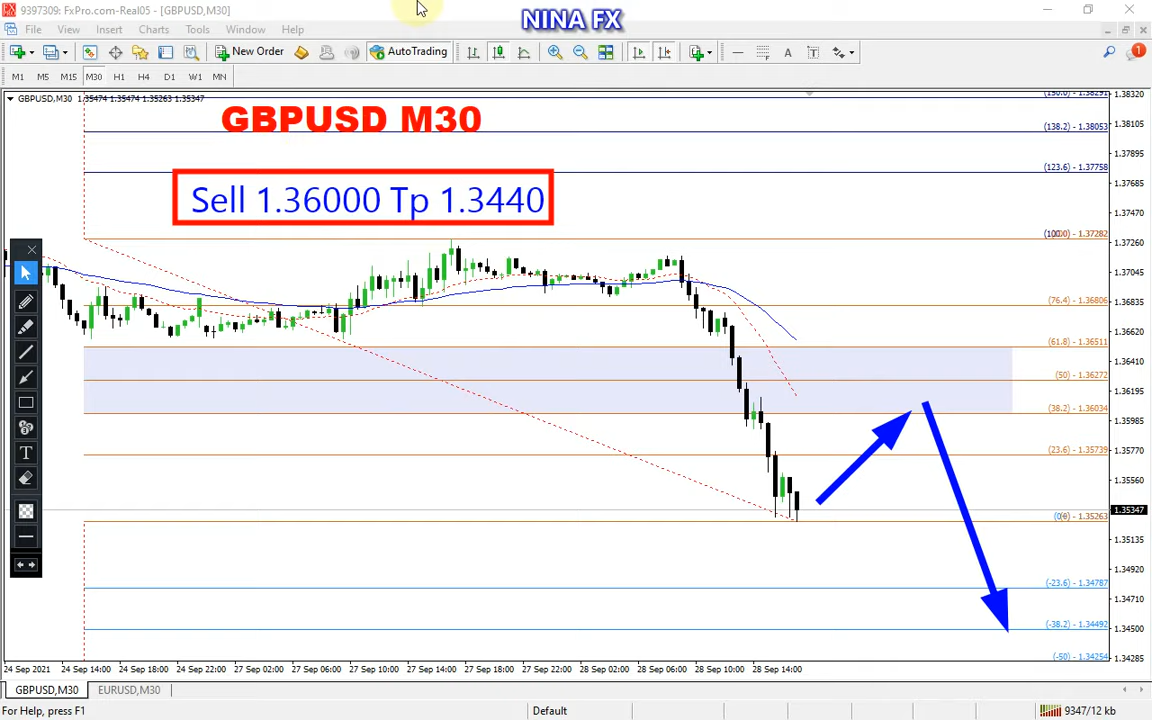 9397309: FxPro.com-Real05 - [GBPUSD,M30]
NINA FX
File View Insert Charts Tools Window Help
New Order AutoTrading A T 1
M1 M5 M15 M30 H1 H4 D1 W1 MN
GBPUSD,M30 1.35474 1.35474 1.35263 1.35347
GBPUSD M30
Sell 1.36000 Tp 1.3440
(150.0) - 1.38291
(138.2) - 1.38053
(123.6) - 1.37758
1.37282
(76.4) - 1.36806
(61.8) - 1.36511
(50) - 1.36272
(38.2) - 1.36034
(23.6) - 1.35739
1.35263
(-23.6) - 1.34787
(-38.2) - 1.34492
(-50) - 1.34254
1.38320
1.38105
1.37895
1.37685
1.37470
1.37260
1.37045
1.36835
1.36620
1.36410
1.36195
1.35985
1.35770
1.35560
1.35347
1.35135
1.34920
1.34710
1.34500
1.34285
T
24 Sep 2021 24 Sep 14:00 24 Sep 18:00 24 Sep 22:00 27 Sep 02:00 27 Sep 06:00 27 Sep 10:00 27 Sep 14:00 27 Sep 18:00 27 Sep 22:00 28 Sep 02:00 28 Sep 06:00 28 Sep 10:00 28 Sep 14:00
GBPUSD,M30 EURUSD,M30
For Help, press F1 Default 9347/12 kb